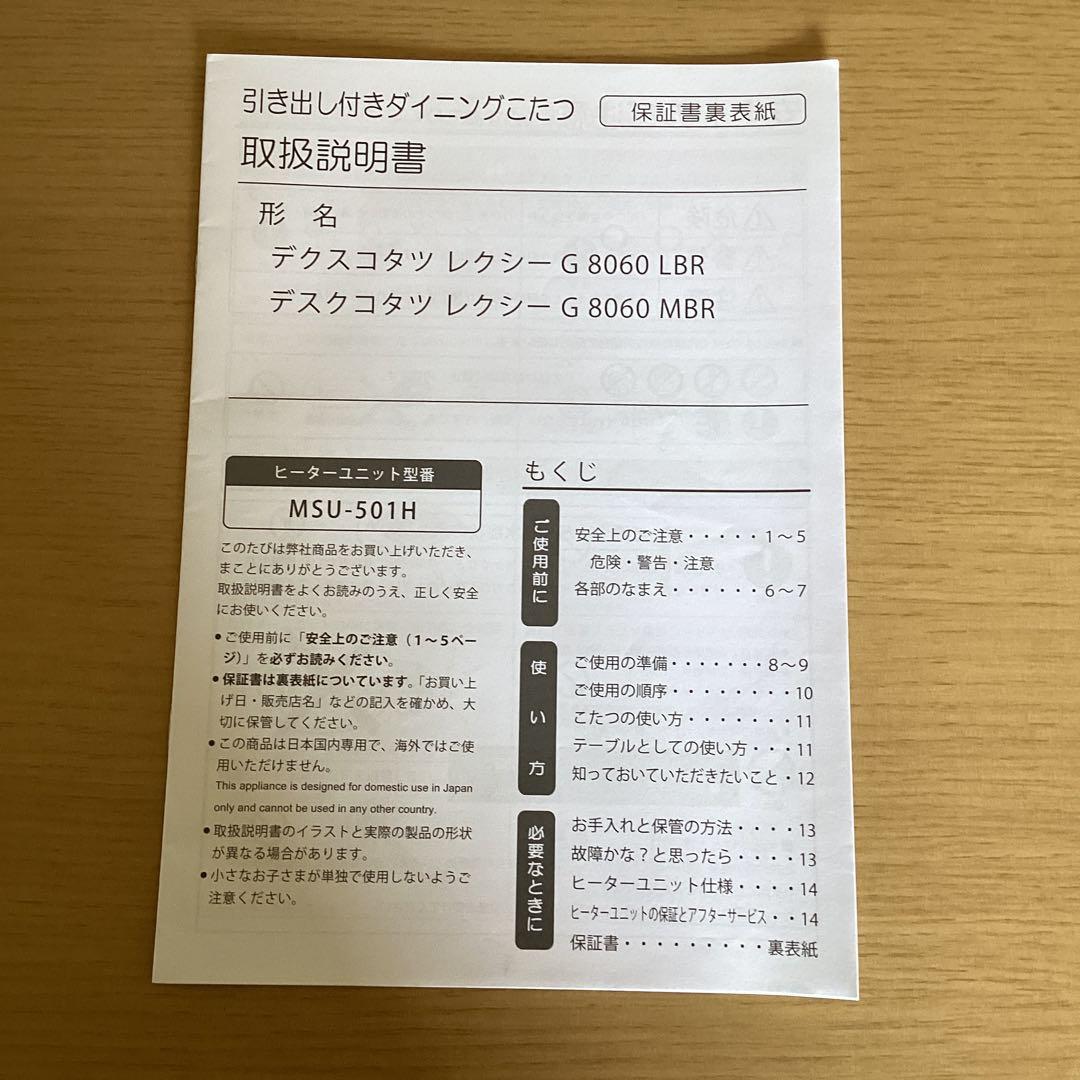 引き出し付きダイニングこたつ
保証書裏表紙
取扱説明書
形 名
デクスコタツ レクシー G 8060 LBR
デスクコタツ レクシー G 8060 MBR
ヒーターユニット型番
MSU-501H
このたびは弊社商品をお買い上げいただき、
まことにありがとうございます。
取扱説明書をよくお読みのうえ、正しく安全
にお使いください。
●ご使用前に「安全上のご注意（1～5ペー
ジ）」を必ずお読みください。
●保証書は裏表紙についています。「お買い上
げ日・販売店名」などの記入を確かめ、大
切に保管してください。
●この商品は日本国内専用で、海外ではご使
用いただけません。
This appliance is designed for domestic use in Japan
only and cannot be used in any other country.
●取扱説明書のイラストと実際の製品の形状
が異なる場合があります。
●小さなお子さまが単独で使用しないようご
注意ください。
もくじ
ご使用前に
安全上のご注意・・・・・1～5
危険・警告・注意
各部のなまえ・・・・・・6～7
使い方
ご使用の準備・・・・・・・8～9
ご使用の順序・・・・・・・・10
こたつの使い方・・・・・・・11
テーブルとしての使い方・・・11
知っておいていただきたいこと・12
必要なときに
お手入れと保管の方法・・・・13
故障かな？と思ったら・・・・13
ヒーターユニット仕様・・・・14
ヒーターユニットの保証とアフターサービス・・14
保証書・・・・・・・・・裏表紙